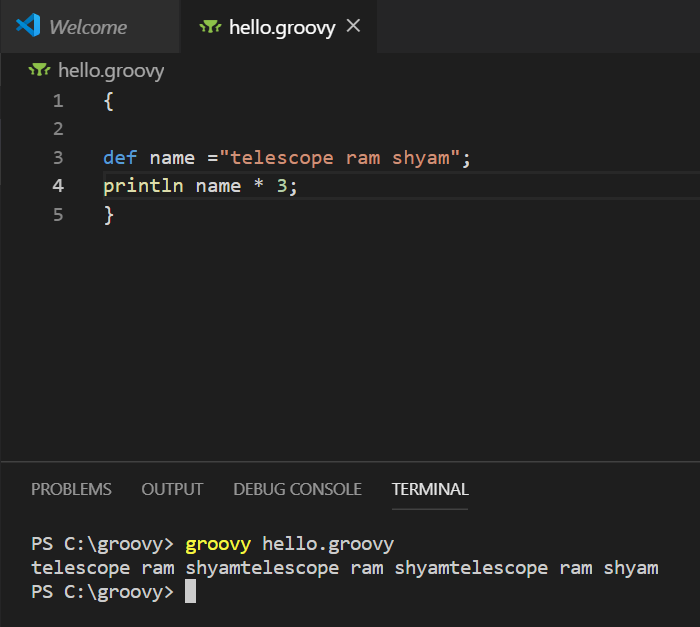 Welcome hello.groovy
hello.groovy
1 {
2
3 def name ="telescope ram shyam";
4 println name * 3;
5 }
PROBLEMS OUTPUT DEBUG CONSOLE TERMINAL
PS C:\groovy> groovy hello.groovy
telescope ram shyamtelescope ram shyamtelescope ram shyam
PS C:\groovy>